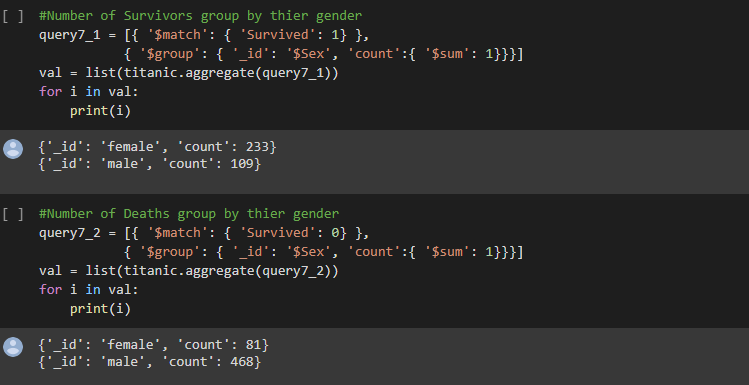 [ ] #Number of Survivors group by thier gender
query7_1 = [{ '$match': { 'Survived': 1} },
{ '$group': { '_id': '$Sex', 'count':{ '$sum': 1}}}]
val = list(titanic.aggregate(query7_1))
for i in val:
print(i)
{'_id': 'female', 'count': 233}
{'_id': 'male', 'count': 109}
[ ] #Number of Deaths group by thier gender
query7_2 = [{ '$match': { 'Survived': 0} },
{ '$group': { '_id': '$Sex', 'count':{ '$sum': 1}}}]
val = list(titanic.aggregate(query7_2))
for i in val:
print(i)
{'_id': 'female', 'count': 81}
{'_id': 'male', 'count': 468}